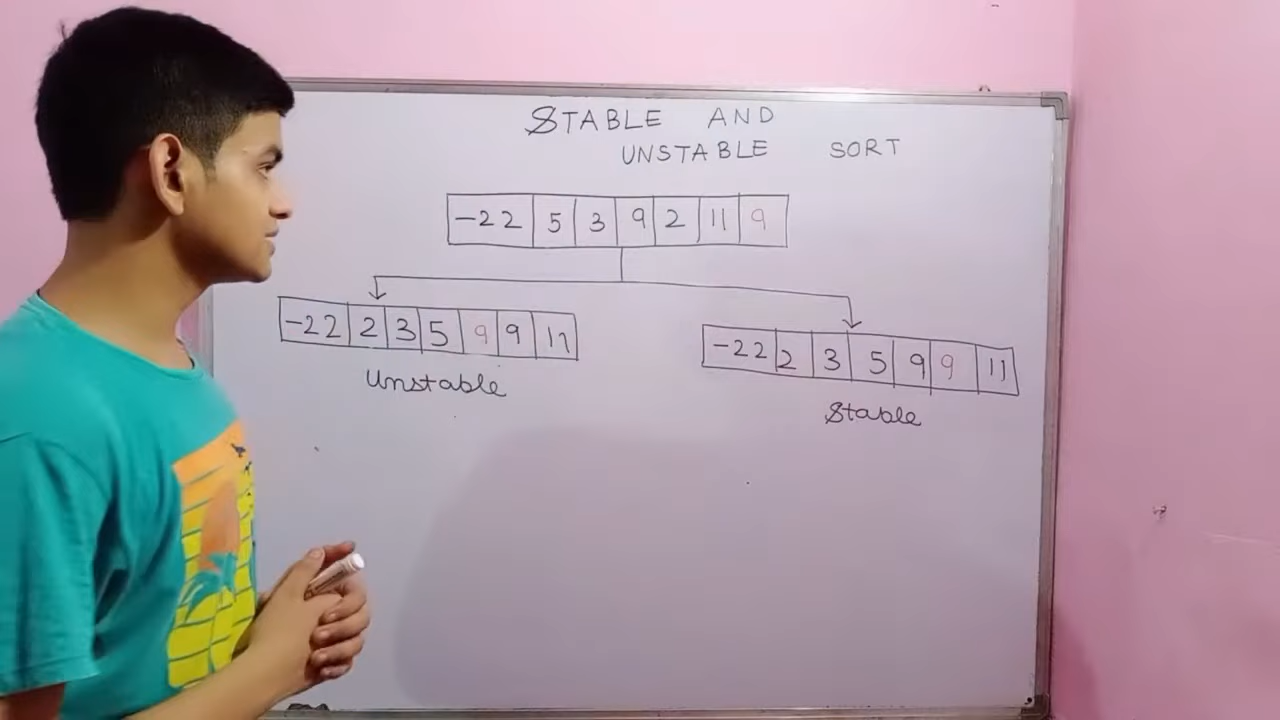 STABLE AND
UNSTABLE SORT
-22 5 3 9 2 11 9
-22 2 3 5 9 9 11
Unstable
-22 2 3 5 9 9 11
Stable